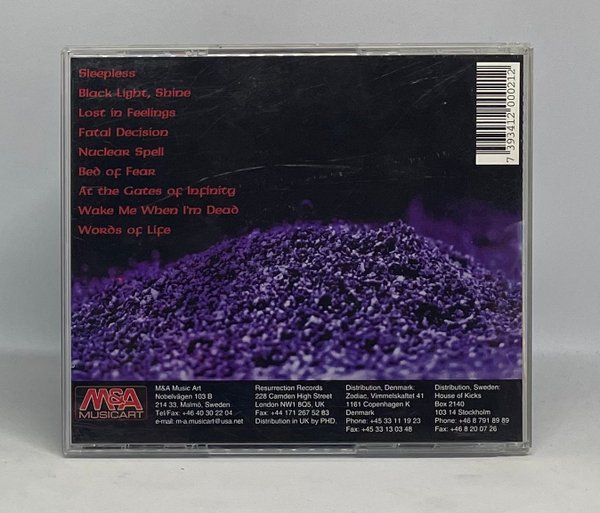 Sleepless
Black Light, Shine
Lost in Feelings
Fatal Decision
Nuclear Spell
Bed of Fear
At the Gates of Infinity
Wake Me When I'm Dead
Words of Life
7 393412 000212
M&A
MUSICART
M&A Music Art
Nobelvägen 103 B
214 33, Malmö, Sweden
Tel/Fax: +46 40 30 22 04
e-mail: m-a.musicart@usa.net
Resurrection Records
228 Camden High Street
London NW1 8QS, UK
Fax: +44 171 267 52 83
Distribution in UK by PHD.
Distribution, Denmark:
Zodiac, Vimmelskaftet 41
1161 Copenhagen K
Denmark
Phone: +45 33 11 19 23
Fax: +45 33 13 03 48
Distribution, Sweden:
House of Kicks
Box 2140
103 14 Stockholm
Phone: +46 8 791 89 89
Fax: +46 8 20 07 26